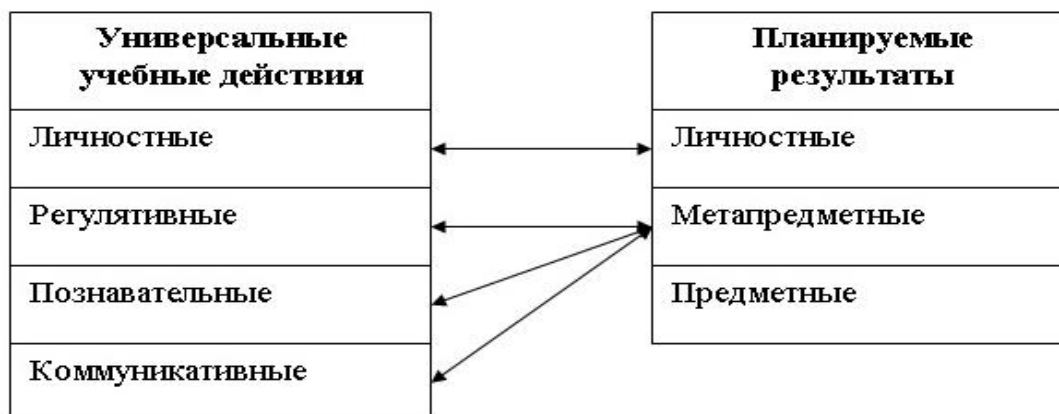 Универсальные
учебные действия
Личностные
Регулятивные
Познавательные
Коммуникативные
Планируемые
результаты
Личностные
Метапредметные
Предметные